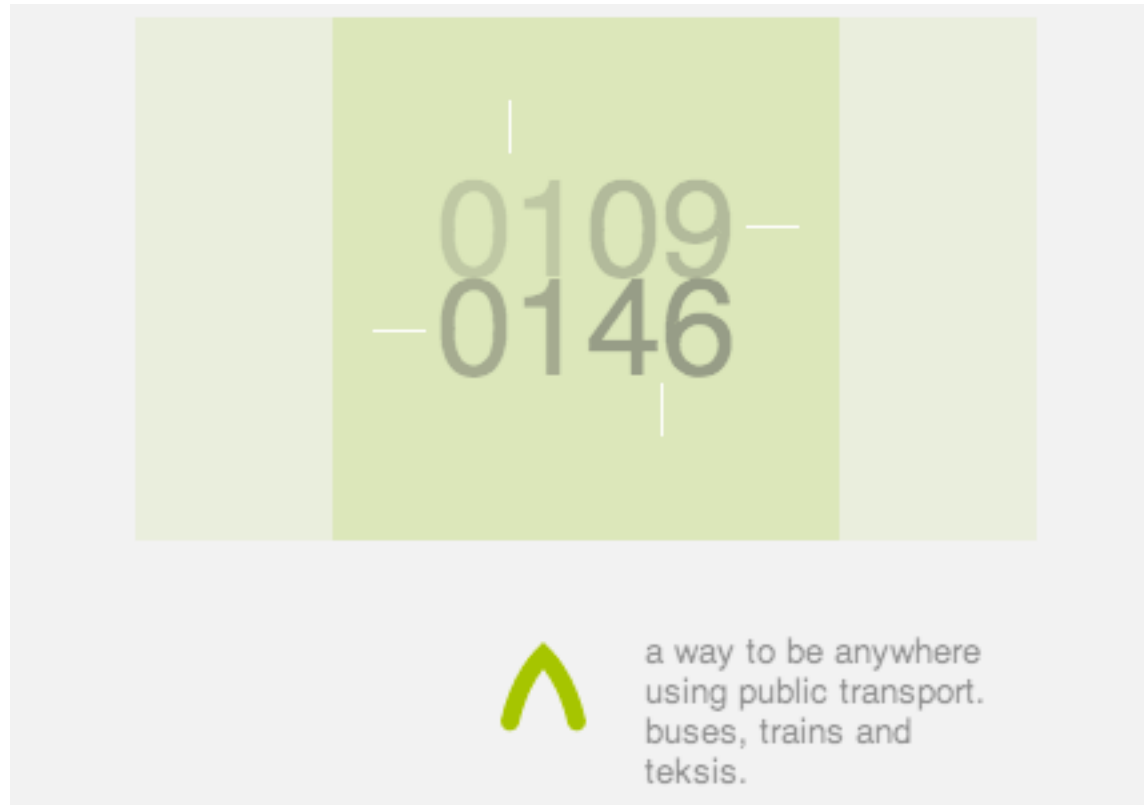 0109
0146
a way to be anywhere
using public transport.
buses, trains and
teksis.